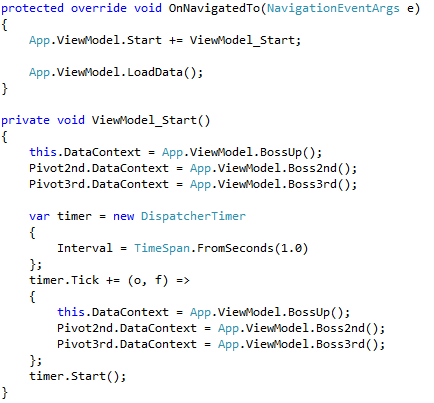 protected override void OnNavigatedTo(NavigationEventArgs e)
{
    App.ViewModel.Start += ViewModel_Start;

    App.ViewModel.LoadData();
}

private void ViewModel_Start()
{
    this.DataContext = App.ViewModel.BossUp();
    Pivot2nd.DataContext = App.ViewModel.Boss2nd();
    Pivot3rd.DataContext = App.ViewModel.Boss3rd();

    var timer = new DispatcherTimer
    {
        Interval = TimeSpan.FromSeconds(1.0)
    };
    timer.Tick += (o, f) =>
    {
        this.DataContext = App.ViewModel.BossUp();
        Pivot2nd.DataContext = App.ViewModel.Boss2nd();
        Pivot3rd.DataContext = App.ViewModel.Boss3rd();
    };
    timer.Start();
}